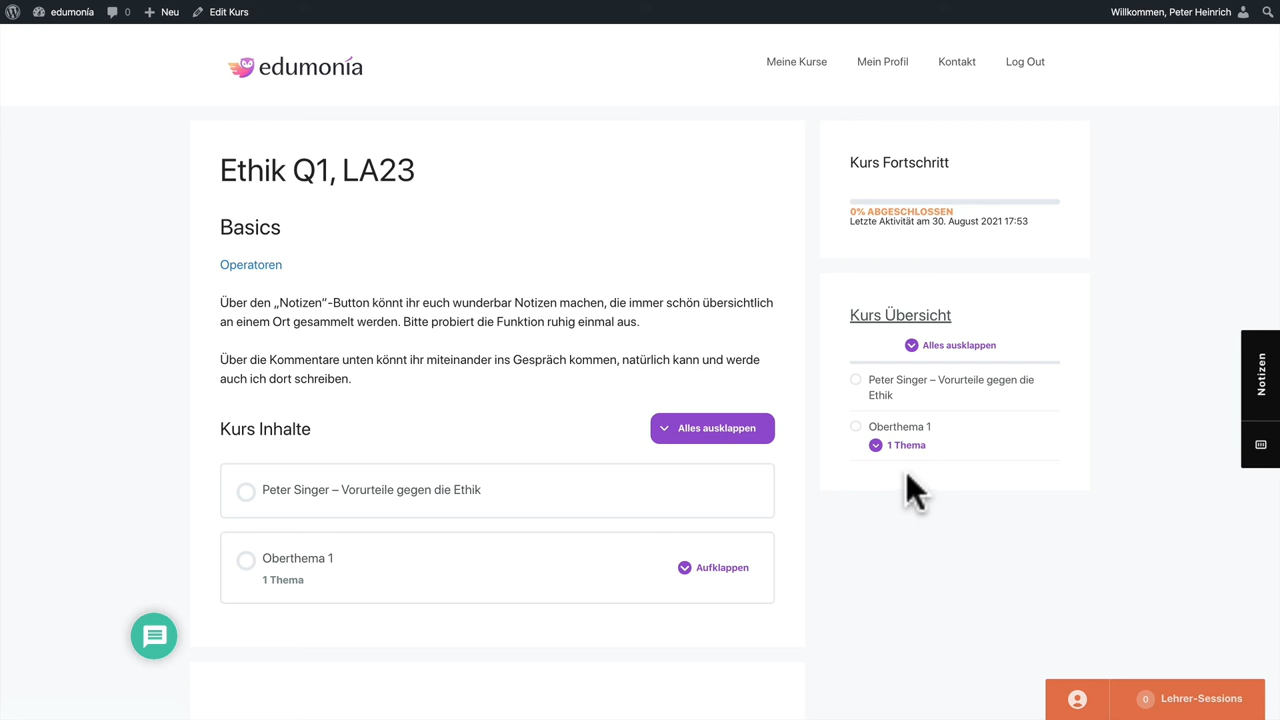 edumonía
0
Neu
Edit Kurs
Willkommen, Peter Heinrich
edumonía
Meine Kurse
Mein Profil
Kontakt
Log Out
Ethik Q1, LA23
Basics
Operatoren
Über den „Notizen“-Button könnt ihr euch wunderbar Notizen machen, die immer schön übersichtlich
an einem Ort gesammelt werden. Bitte probiert die Funktion ruhig einmal aus.
Über die Kommentare unten könnt ihr miteinander ins Gespräch kommen, natürlich kann und werde
auch ich dort schreiben.
Kurs Inhalte
Alles ausklappen
Peter Singer – Vorurteile gegen die Ethik
Oberthema 1
1 Thema
Aufklappen
Kurs Fortschritt
0% ABGESCHLOSSEN
Letzte Aktivität am 30. August 2021 17:53
Kurs Übersicht
Alles ausklappen
Peter Singer – Vorurteile gegen die
Ethik
Oberthema 1
1 Thema
Notizen
0 Lehrer-Sessions